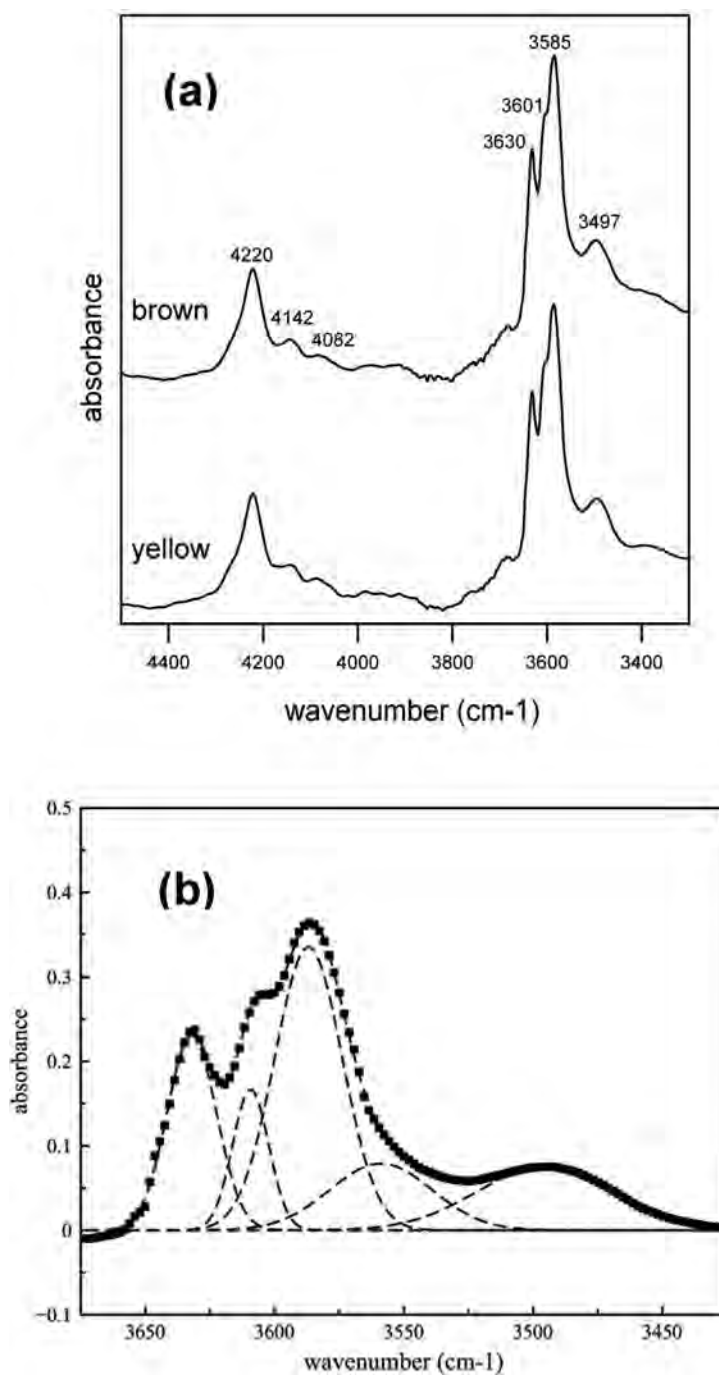 (a)
3585
3601
3630
3497
4220
4142
4082
brown
yellow
absorbance
4400 4200 4000 3800 3600 3400
wavenumber (cm-1)
(b)
0.5
0.4
0.3
0.2
0.1
0
−0.1
absorbance
3650 3600 3550 3500 3450
wavenumber (cm-1)